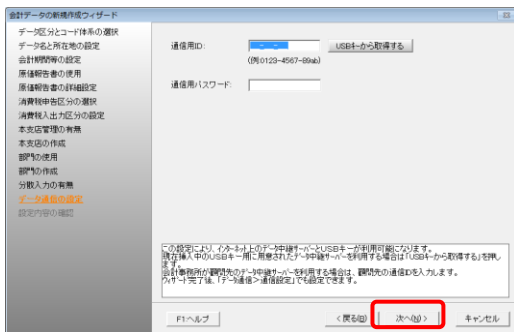 会計データの新規作成ウィザード
データ区分とコード体系の選択
データ名と所在地の設定
会計期間等の設定
原価報告書の使用
原価報告書の詳細設定
消費税申告区分の選択
消費税入出力区分の設定
本支店管理の有無
本支店の作成
部門の使用
部門の作成
分散入力の有無
データ通信の設定
設定内容の確認
通信用ID:
USBキーから取得する
(例:0123-4567-89ab)
通信用パスワード:
この設定により、インターネット上のデータ中継サーバーとUSBキーが利用可能になります。
現在挿入中のUSBキー用に用意されたデータ中継サーバーを利用する場合は「USBキーから取得する」を押し
ます。
会計事務所が顧問先のデータ中継サーバーを利用する場合は、顧問先の通信IDを入力します。
ウィザード完了後、「データ通信＞通信設定」でも設定できます。
F1ヘルプ
< 戻る(B)
次へ(N) >
キャンセル